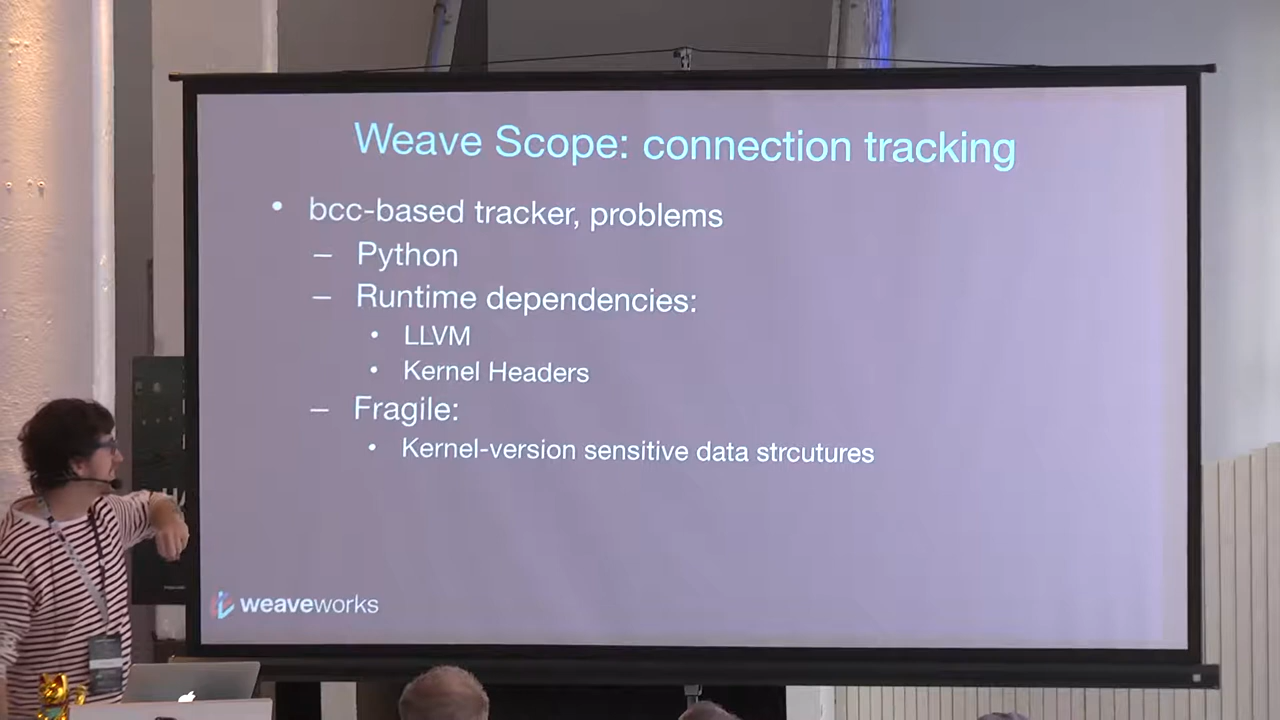 Weave Scope: connection tracking
• bcc-based tracker, problems
– Python
– Runtime dependencies:
• LLVM
• Kernel Headers
– Fragile:
• Kernel-version sensitive data strcutures
weaveworks